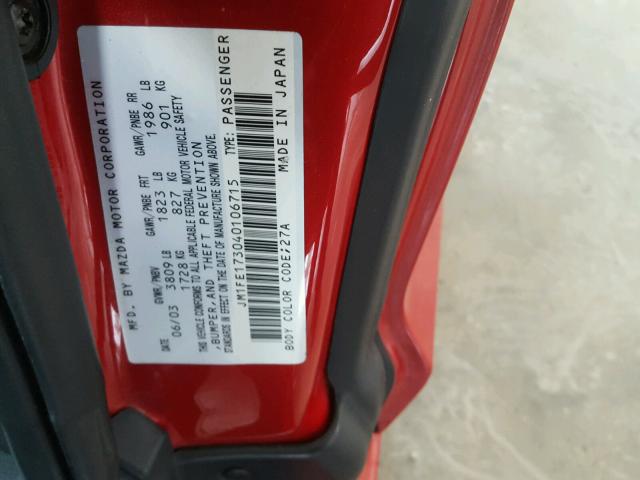 MFD. BY MAZDA MOTOR CORPORATION
GVWR/PNBV GAWR/PNBE FRT GAWR/PNBE RR
06/03 3809 LB 1823 LB 1986 LB
1728 KG 827 KG 901 KG
THIS VEHICLE CONFORMS TO ALL APPLICABLE FEDERAL MOTOR VEHICLE SAFETY
,BUMPER,AND THEFT PREVENTION
STANDARDS IN EFFECT ON THE DATE OF MANUFACTURE SHOWN ABOVE.
JM1FE173040106715 TYPE: PASSENGER
BODY COLOR CODE;27A MADE IN JAPAN